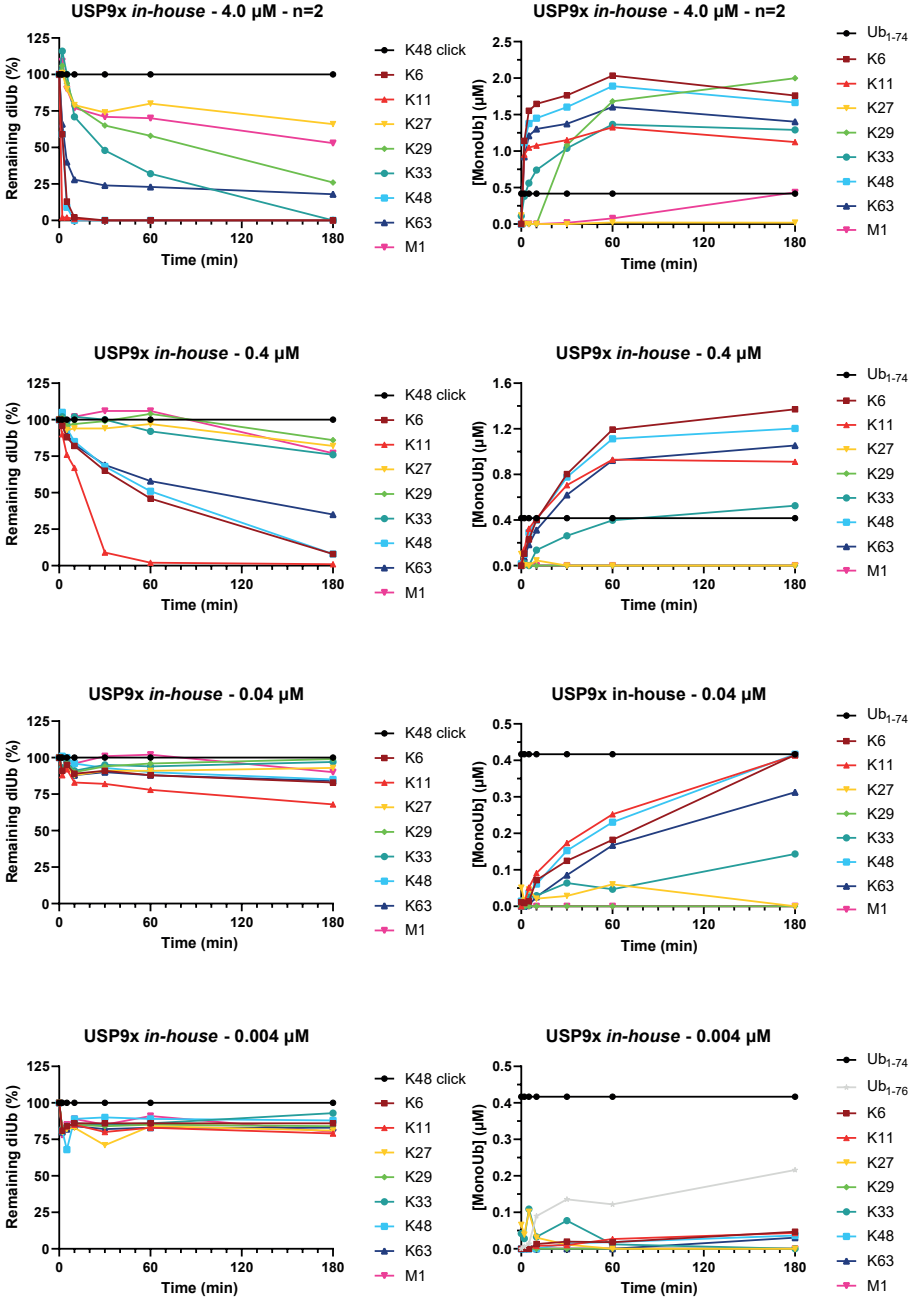 USP9x in-house - 4.0 µM - n=2
Remaining diUb (%)
125
100
75
50
25
0
0 60 120 180
Time (min)
K48 click
K6
K11
K27
K29
K33
K48
K63
M1
USP9x in-house - 4.0 µM - n=2
[MonoUb] (µM)
2.5
2.0
1.5
1.0
0.5
0.0
0 60 120 180
Time (min)
Ub1-74
K6
K11
K27
K29
K33
K48
K63
M1
USP9x in-house - 0.4 µM
Remaining diUb (%)
125
100
75
50
25
0
0 60 120 180
Time (min)
K48 click
K6
K11
K27
K29
K33
K48
K63
M1
USP9x in-house - 0.4 µM
[MonoUb] (µM)
1.6
1.2
0.8
0.4
0.0
0 60 120 180
Time (min)
Ub1-74
K6
K11
K27
K29
K33
K48
K63
M1
USP9x in-house - 0.04 µM
Remaining diUb (%)
125
100
75
50
25
0
0 60 120 180
Time (min)
K48 click
K6
K11
K27
K29
K33
K48
K63
M1
USP9x in-house - 0.04 µM
[MonoUb] (µM)
0.5
0.4
0.3
0.2
0.1
0.0
0 60 120 180
Time (min)
Ub1-74
K6
K11
K27
K29
K33
K48
K63
M1
USP9x in-house - 0.004 µM
Remaining diUb (%)
125
100
75
50
25
0
0 60 120 180
Time (min)
K48 click
K6
K11
K27
K29
K33
K48
K63
M1
USP9x in-house - 0.004 µM
[MonoUb] (µM)
0.5
0.4
0.3
0.2
0.1
0.0
0 60 120 180
Time (min)
Ub1-74
Ub1-76
K6
K11
K27
K29
K33
K48
K63
M1